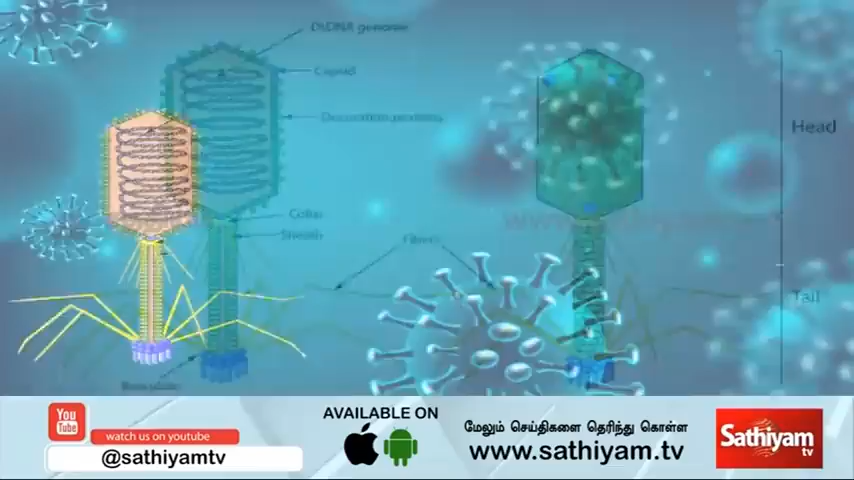 DsDNA genome
Capsid
Decoration proteins
Head
Collar
Sheath
Fibers
Tail
Baseplate
You
Tube
watch us on youtube
@sathiyamtv
AVAILABLE ON
மேலும் செய்திகளை தெரிந்து கொள்ள
www.sathiyam.tv
Sathiyam
tv